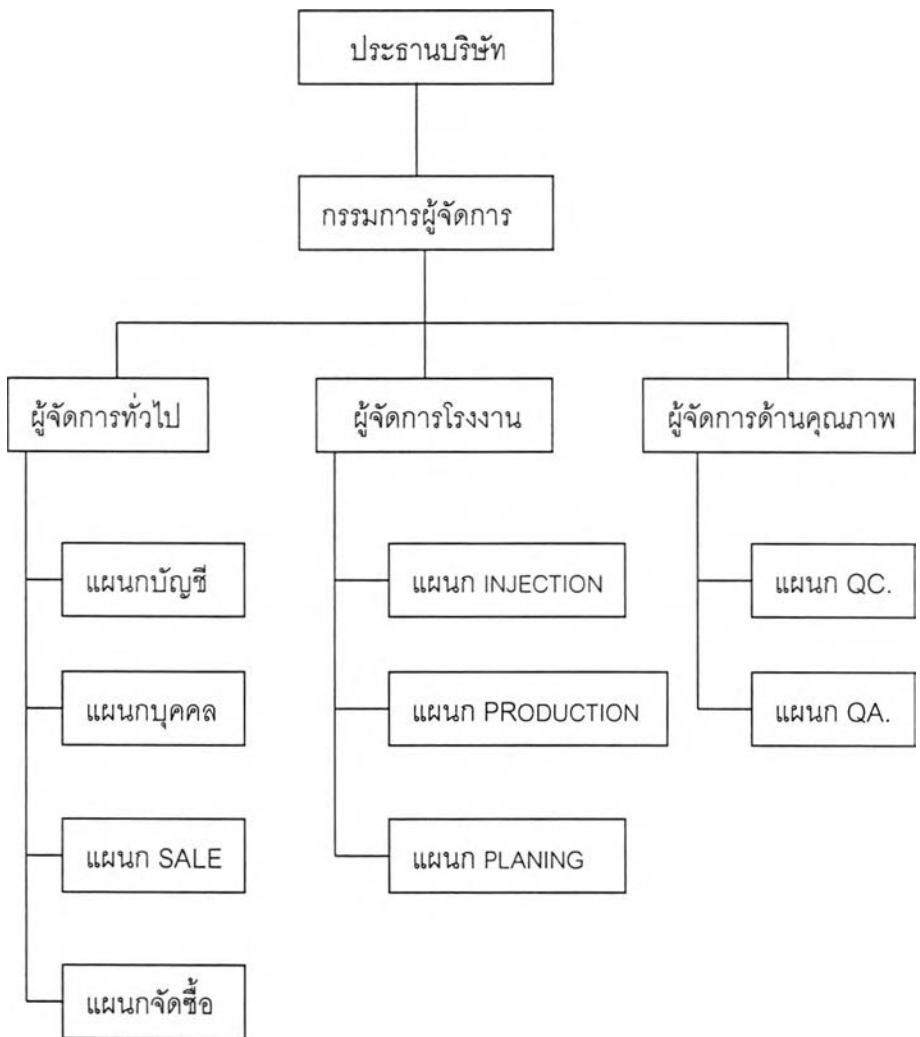 ประธานบริษัท
กรรมการผู้จัดการ
ผู้จัดการทั่วไป
ผู้จัดการโรงงาน
ผู้จัดการด้านคุณภาพ
แผนกบัญชี
แผนก INJECTION
แผนก QC.
แผนกบุคคล
แผนก PRODUCTION
แผนก QA.
แผนก SALE
แผนก PLANING
แผนกจัดซื้อ